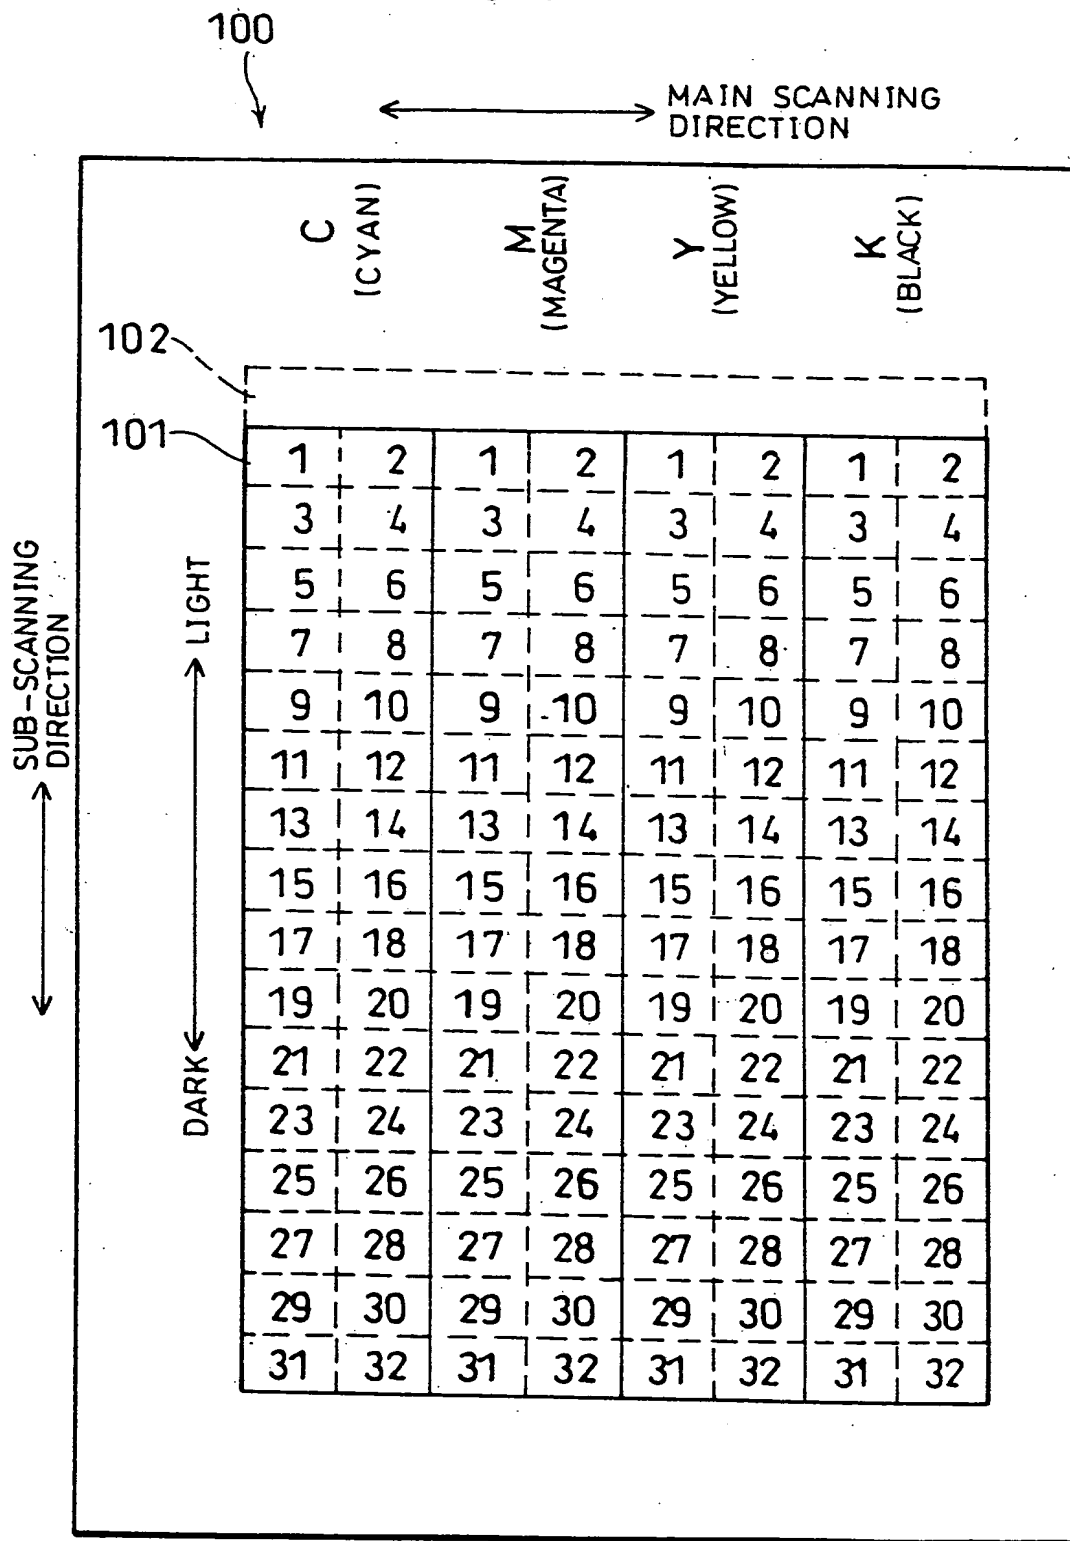 100
MAIN SCANNING
DIRECTION
C
(CYAN)
M
(MAGENTA)
Y
(YELLOW)
K
(BLACK)
102
101
SUB-SCANNING
DIRECTION
DARK
LIGHT
1 2 1 2 1 2 1 2
3 4 3 4 3 4 3 4
5 6 5 6 5 6 5 6
7 8 7 8 7 8 7 8
9 10 9 10 9 10 9 10
11 12 11 12 11 12 11 12
13 14 13 14 13 14 13 14
15 16 15 16 15 16 15 16
17 18 17 18 17 18 17 18
19 20 19 20 19 20 19 20
21 22 21 22 21 22 21 22
23 24 23 24 23 24 23 24
25 26 25 26 25 26 25 26
27 28 27 28 27 28 27 28
29 30 29 30 29 30 29 30
31 32 31 32 31 32 31 32